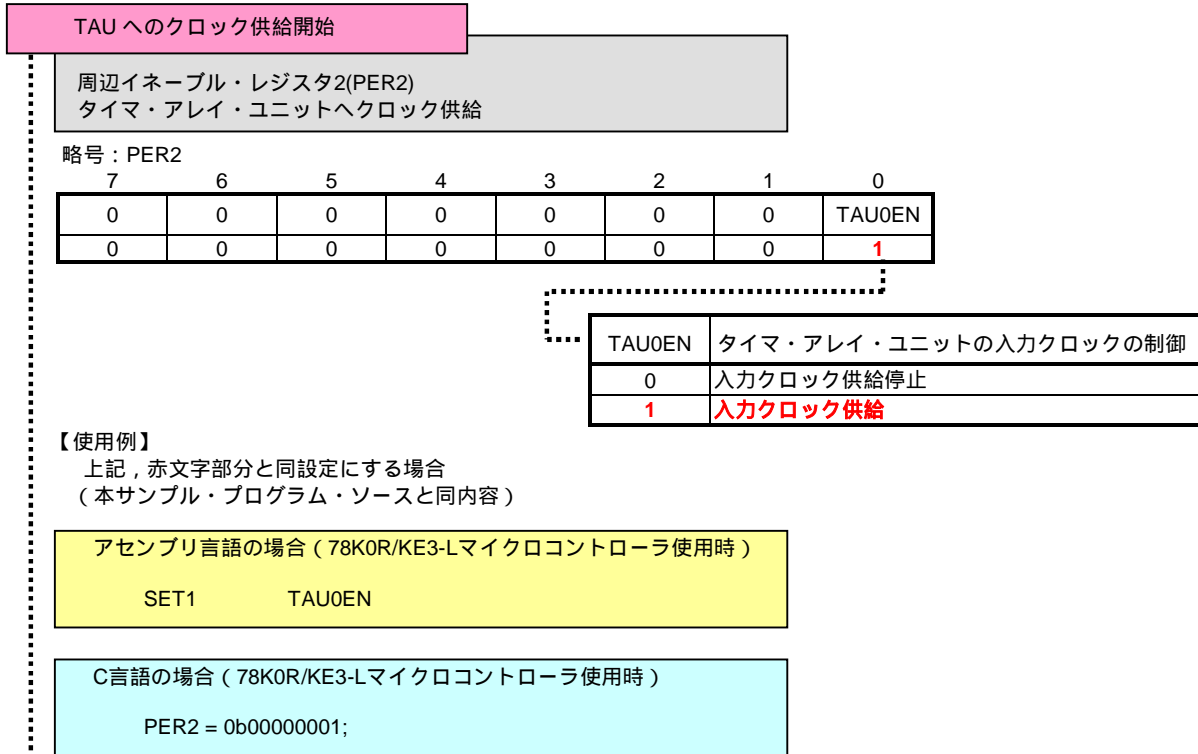 TAU へのクロック供給開始
周辺イネーブル・レジスタ2(PER2)
タイマ・アレイ・ユニットへクロック供給
略号：PER2
7 6 5 4 3 2 1 0
0 0 0 0 0 0 0 TAU0EN
0 0 0 0 0 0 0 1
TAU0EN タイマ・アレイ・ユニットの入力クロックの制御
0 入力クロック供給停止
1 入力クロック供給
【使用例】
上記，赤文字部分と同設定にする場合
（本サンプル・プログラム・ソースと同内容）
アセンブリ言語の場合（78K0R/KE3-Lマイクロコントローラ使用時）
SET1 TAU0EN
C言語の場合（78K0R/KE3-Lマイクロコントローラ使用時）
PER2 = 0b00000001;